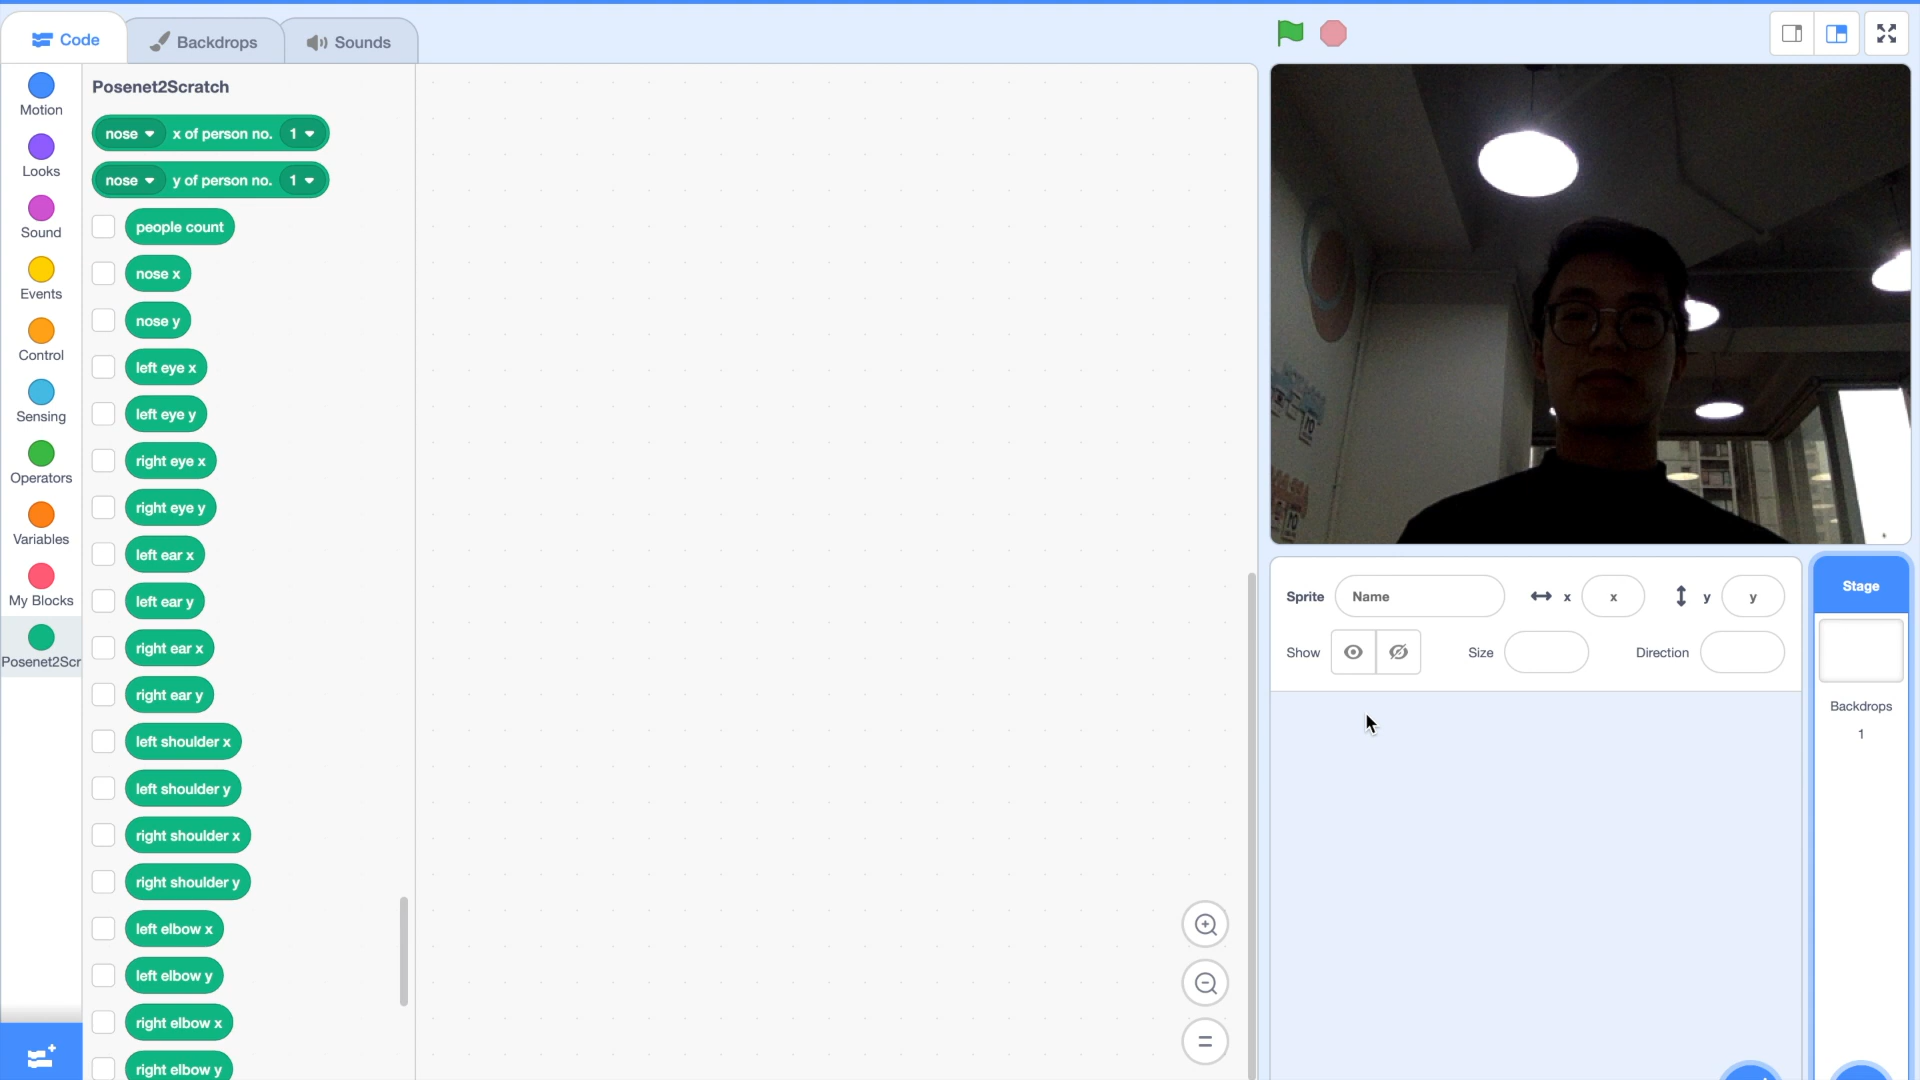 Code
Backdrops
Sounds
Motion
Looks
Sound
Events
Control
Sensing
Operators
Variables
My Blocks
Posenet2Scr
Posenet2Scratch
nose x of person no. 1
nose y of person no. 1
people count
nose x
nose y
left eye x
left eye y
right eye x
right eye y
left ear x
left ear y
right ear x
right ear y
left shoulder x
left shoulder y
right shoulder x
right shoulder y
left elbow x
left elbow y
right elbow x
right elbow y
Sprite Name x x y y
Show Size Direction
Stage
Backdrops
1